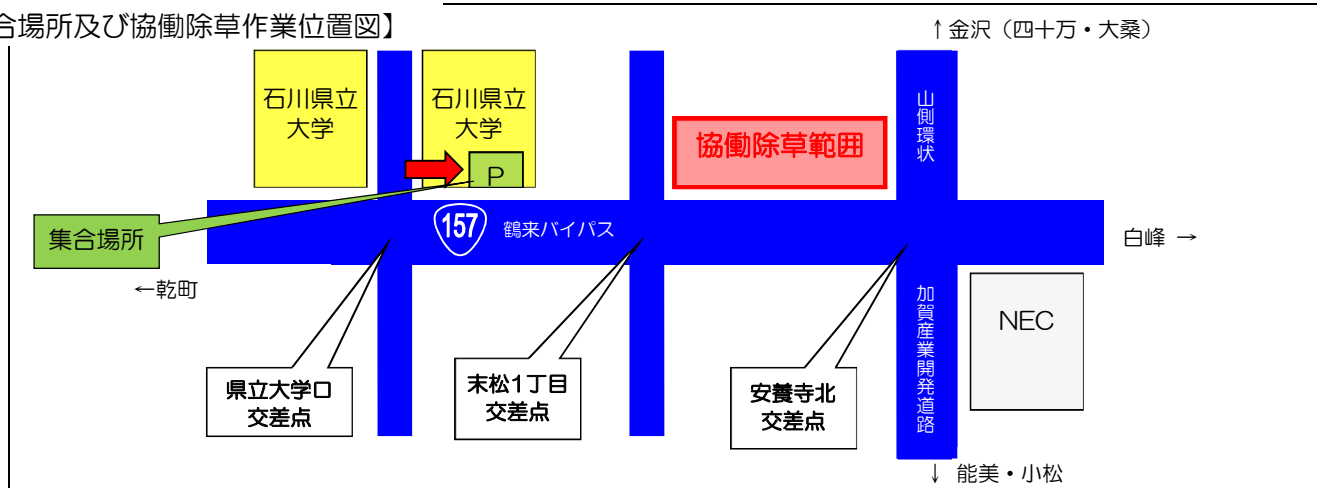 合場所及び協働除草作業位置図】
↑金沢（四十万・大桑）
石川県立
大学
石川県立
大学
P
協働除草範囲
山側環状
集合場所
157
鶴来バイパス
白峰 →
←乾町
県立大学口
交差点
末松1丁目
交差点
安養寺北
交差点
加賀産業開発道路
NEC
↓ 能美・小松